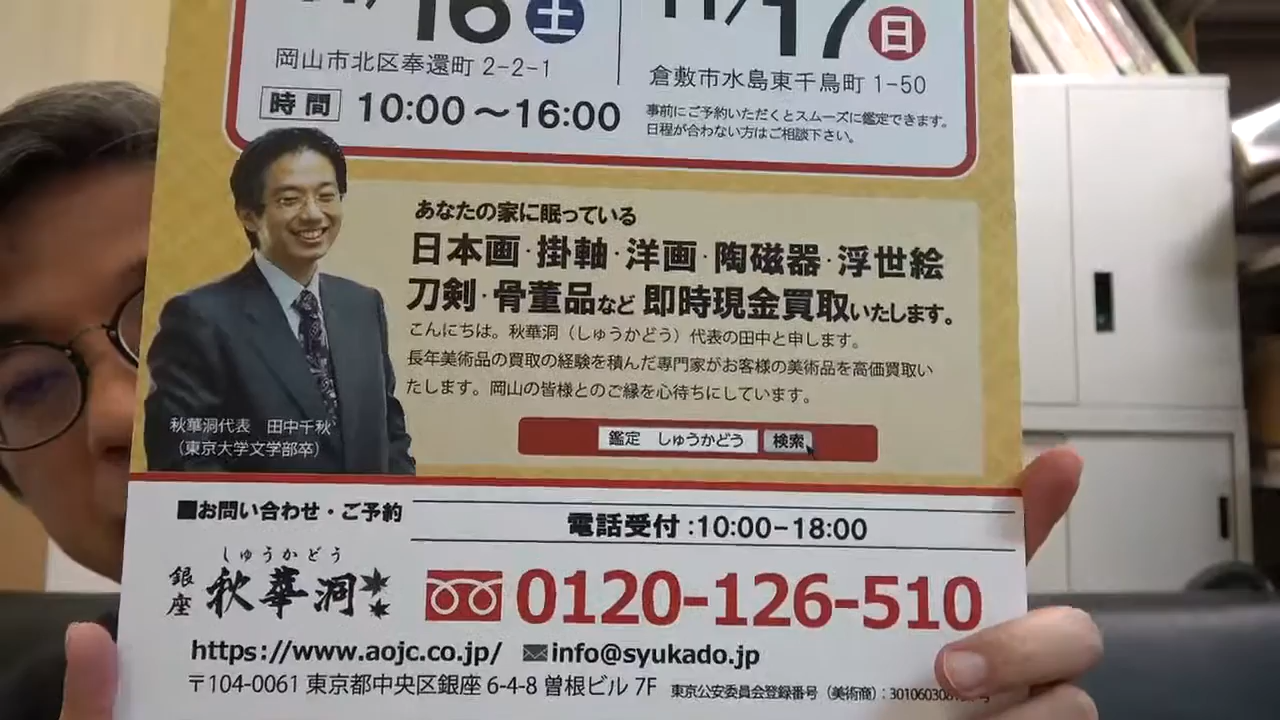 16 土
11/17 日
岡山市北区奉還町 2-2-1
倉敷市水島東千鳥町 1-50
時間 10:00～16:00
事前にご予約いただくとスムーズに鑑定できます。
日程が合わない方はご相談下さい。
あなたの家に眠っている
日本画・掛軸・洋画・陶磁器・浮世絵
刀剣・骨董品など 即時現金買取いたします。
こんにちは。秋華洞（しゅうかどう）代表の田中と申します。
長年美術品の買取の経験を積んだ専門家がお客様の美術品を高価買取い
たします。岡山の皆様とのご縁を心待ちにしています。
鑑定 しゅうかどう 検索
秋華洞代表 田中千秋
（東京大学文学部卒）
■お問い合わせ・ご予約
電話受付:10:00-18:00
しゅうかどう
銀座 秋華洞
0120-126-510
https://www.aojc.co.jp/ info@syukado.jp
〒104-0061 東京都中央区銀座 6-4-8 曽根ビル 7F 東京公安委員会登録番号（美術商）: